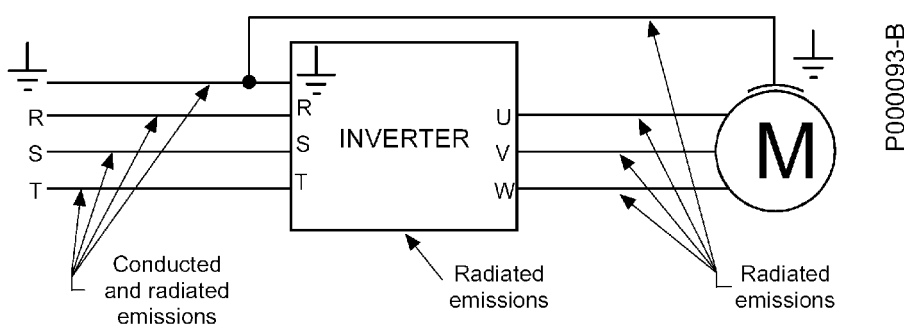 P000093-B
R
S
T
R
S
T
INVERTER
U
V
W
M
Conducted
and radiated
emissions
Radiated
emissions
Radiated
emissions